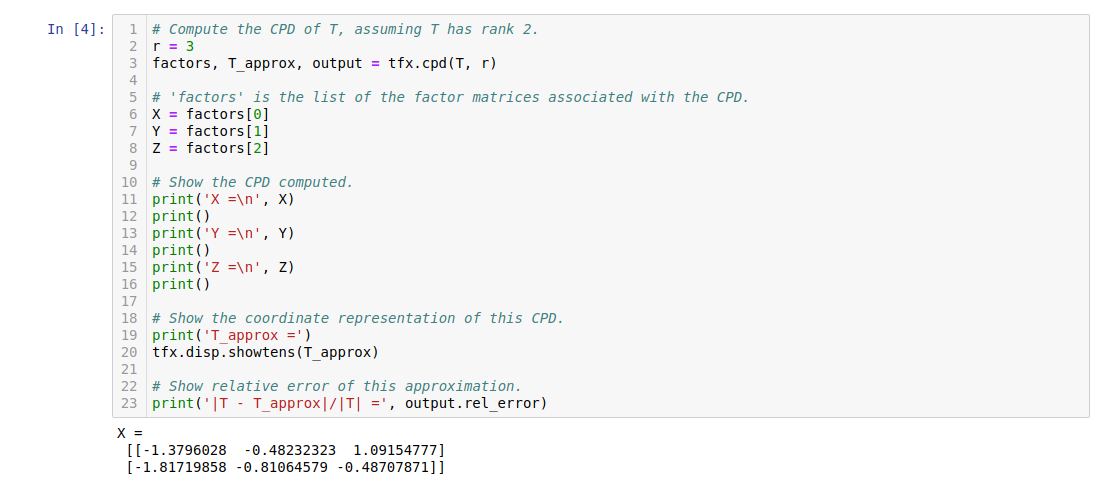 In [4]:
1 # Compute the CPD of T, assuming T has rank 2.
2 r = 3
3 factors, T_approx, output = tfx.cpd(T, r)
4
5 # 'factors' is the list of the factor matrices associated with the CPD.
6 X = factors[0]
7 Y = factors[1]
8 Z = factors[2]
9
10 # Show the CPD computed.
11 print('X =\n', X)
12 print()
13 print('Y =\n', Y)
14 print()
15 print('Z =\n', Z)
16 print()
17
18 # Show the coordinate representation of this CPD.
19 print('T_approx =')
20 tfx.disp.showtens(T_approx)
21
22 # Show relative error of this approximation.
23 print('|T - T_approx|/|T| =', output.rel_error)
X =
[[-1.3796028  -0.48232323  1.09154777]
[-1.81719858 -0.81064579 -0.48707871]]